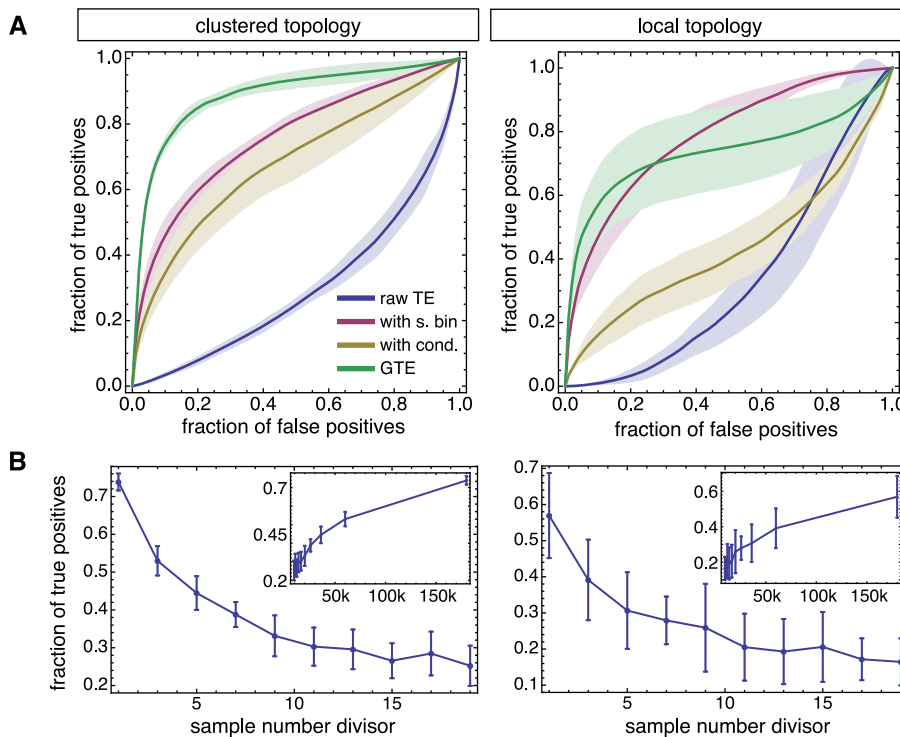 A
clustered topology
local topology
fraction of true positives
1.0
0.8
0.6
0.4
0.2
0.0
0.0 0.2 0.4 0.6 0.8 1.0
fraction of false positives
raw TE
with s. bin
with cond.
GTE
fraction of true positives
1.0
0.8
0.6
0.4
0.2
0.0
0.0 0.2 0.4 0.6 0.8 1.0
fraction of false positives
B
fraction of true positives
0.7
0.6
0.5
0.4
0.3
0.2
5 10 15
sample number divisor
0.7
0.45
0.2
50k 100k 150k
0.7
0.6
0.5
0.4
0.3
0.2
0.1
5 10 15
sample number divisor
0.6
0.4
0.2
50k 100k 150k